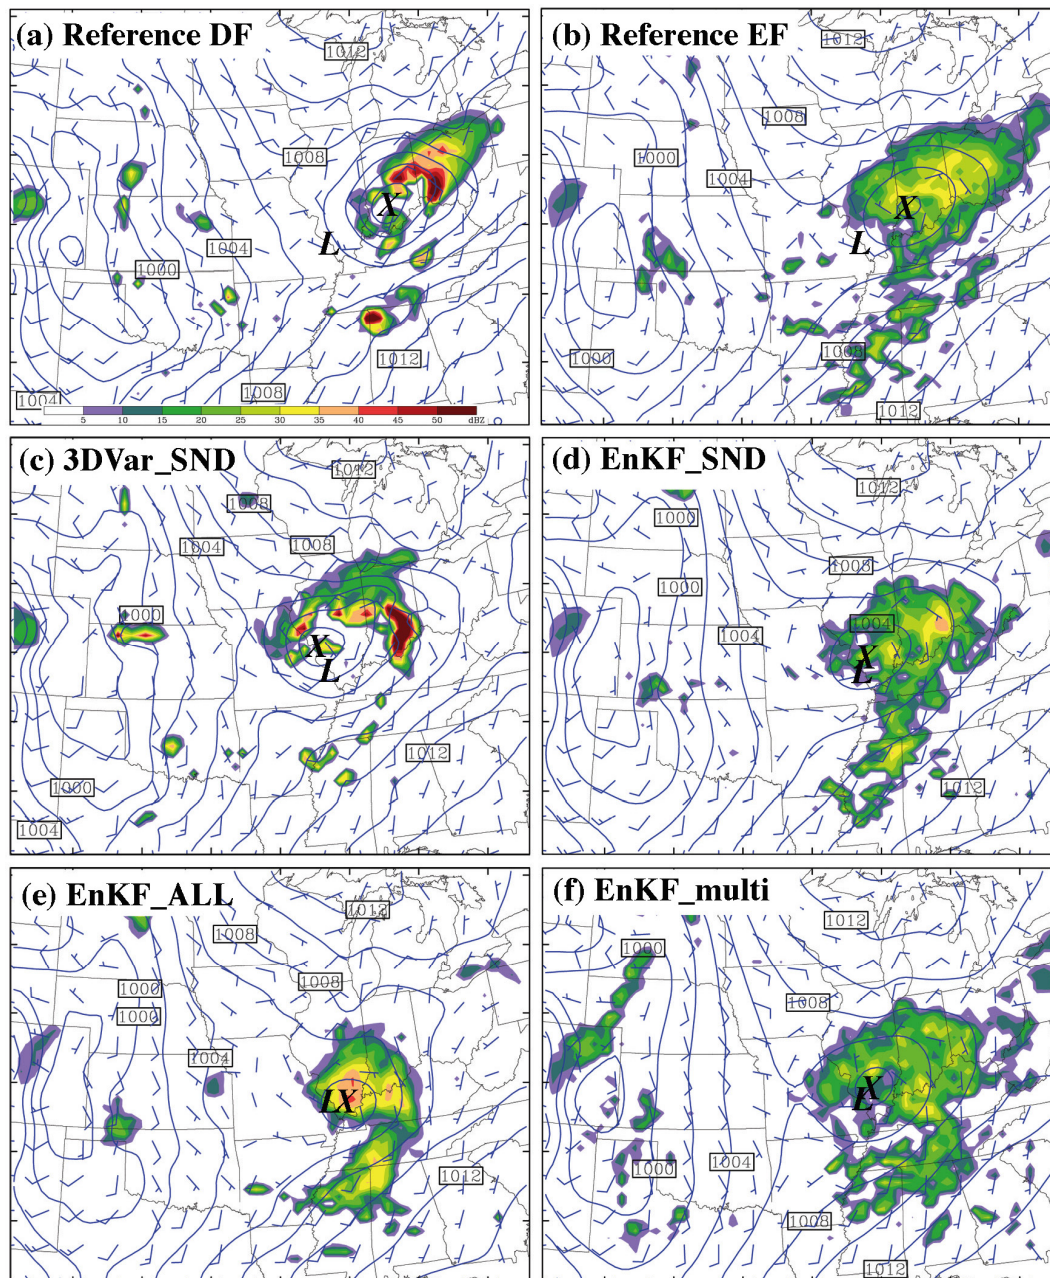 (a) Reference DF
1012
1008
X
L
1004
1000
1012
1008
1004
5 10 15 20 25 30 35 40 45 50 dBZ
(b) Reference EF
1012
1008
1000
1004
X
L
1008
1000
1012
(c) 3DVar_SND
1012
1008
1004
1008
1000
X
L
1012
1000
1004
(d) EnKF_SND
1012
1000
1008
1000
1004
1004
X
L
1012
(e) EnKF_ALL
1012
1008
1008
1000
1000
1004
LX
1012
(f) EnKF_multi
1012
1000
1008
X
L
1000
1004
1008
1012